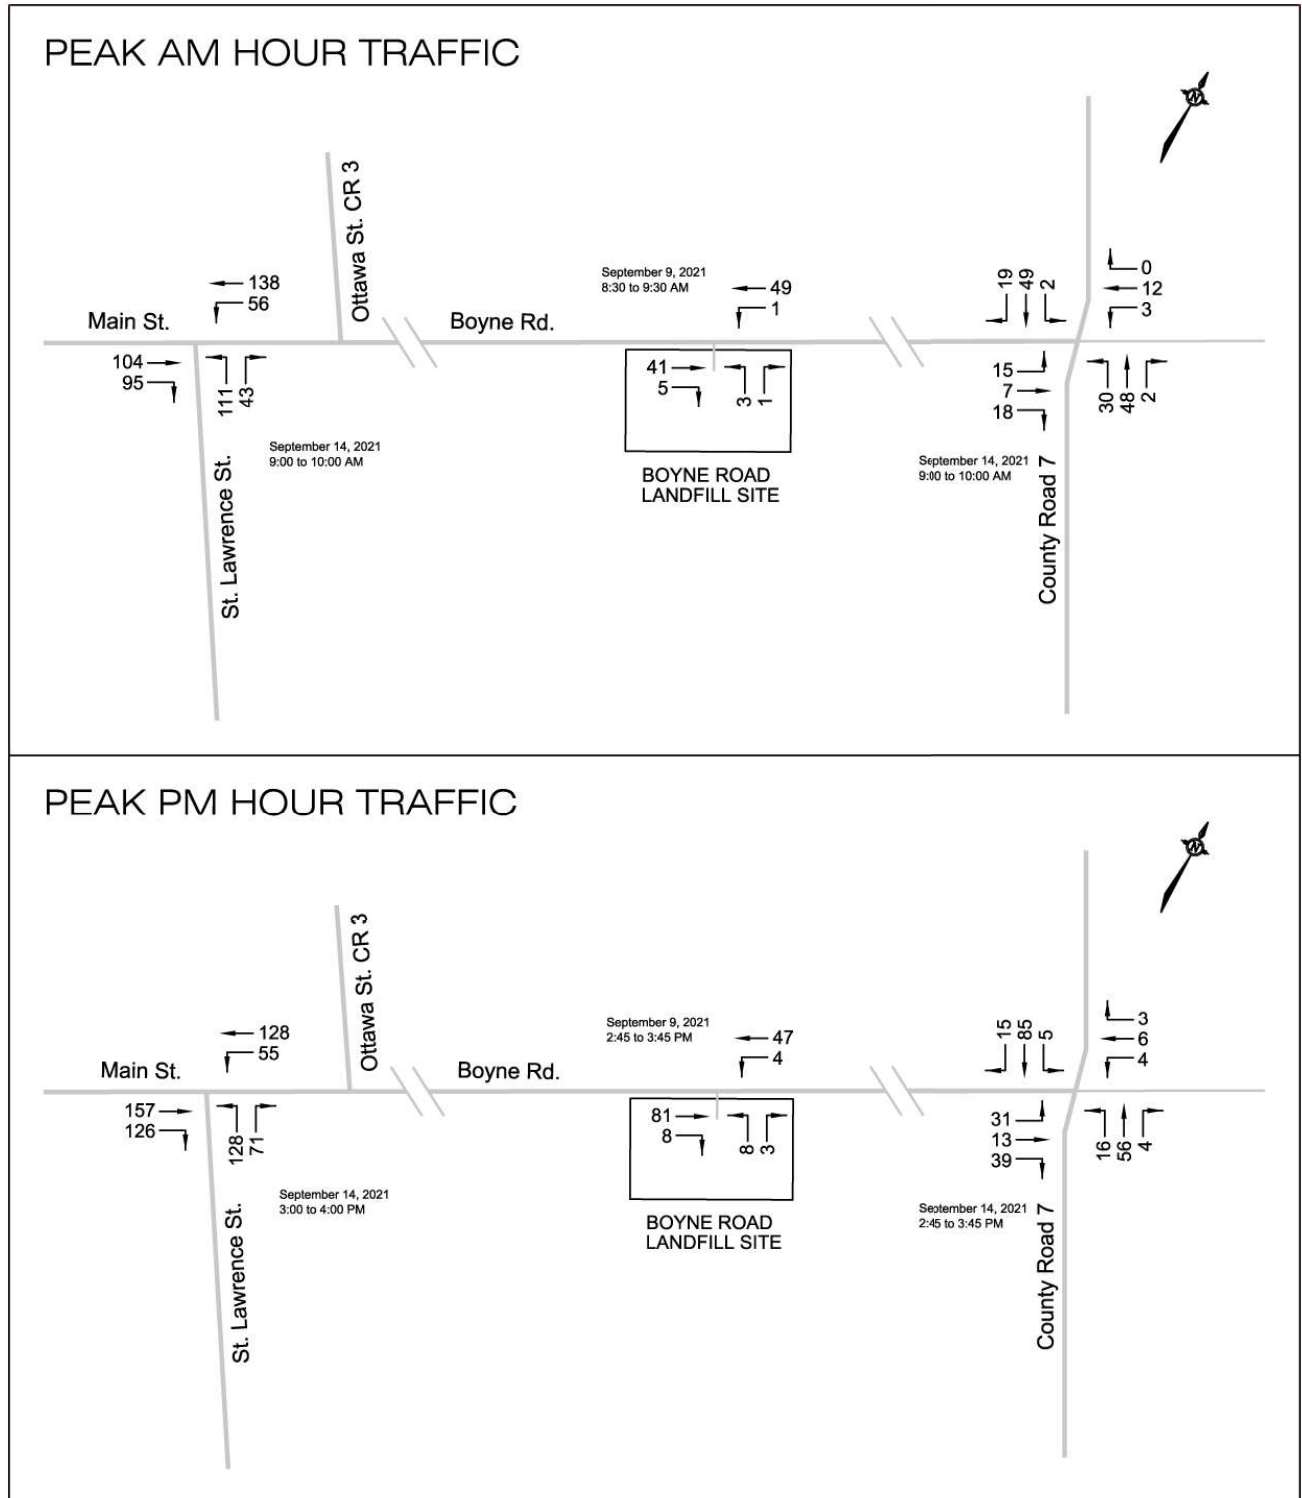 PEAK AM HOUR TRAFFIC
N
Ottawa St. CR 3
138
56
Main St.
104
95
111
43
September 14, 2021
9:00 to 10:00 AM
St. Lawrence St.
Boyne Rd.
September 9, 2021
8:30 to 9:30 AM
49
1
41
5
3
1
BOYNE ROAD
LANDFILL SITE
19
49
2
0
12
3
15
7
18
30
48
2
September 14, 2021
9:00 to 10:00 AM
County Road 7
PEAK PM HOUR TRAFFIC
N
Ottawa St. CR 3
128
55
Main St.
157
126
128
71
September 14, 2021
3:00 to 4:00 PM
St. Lawrence St.
Boyne Rd.
September 9, 2021
2:45 to 3:45 PM
47
4
81
8
8
3
BOYNE ROAD
LANDFILL SITE
15
85
5
3
6
4
31
13
39
16
56
4
September 14, 2021
2:45 to 3:45 PM
County Road 7